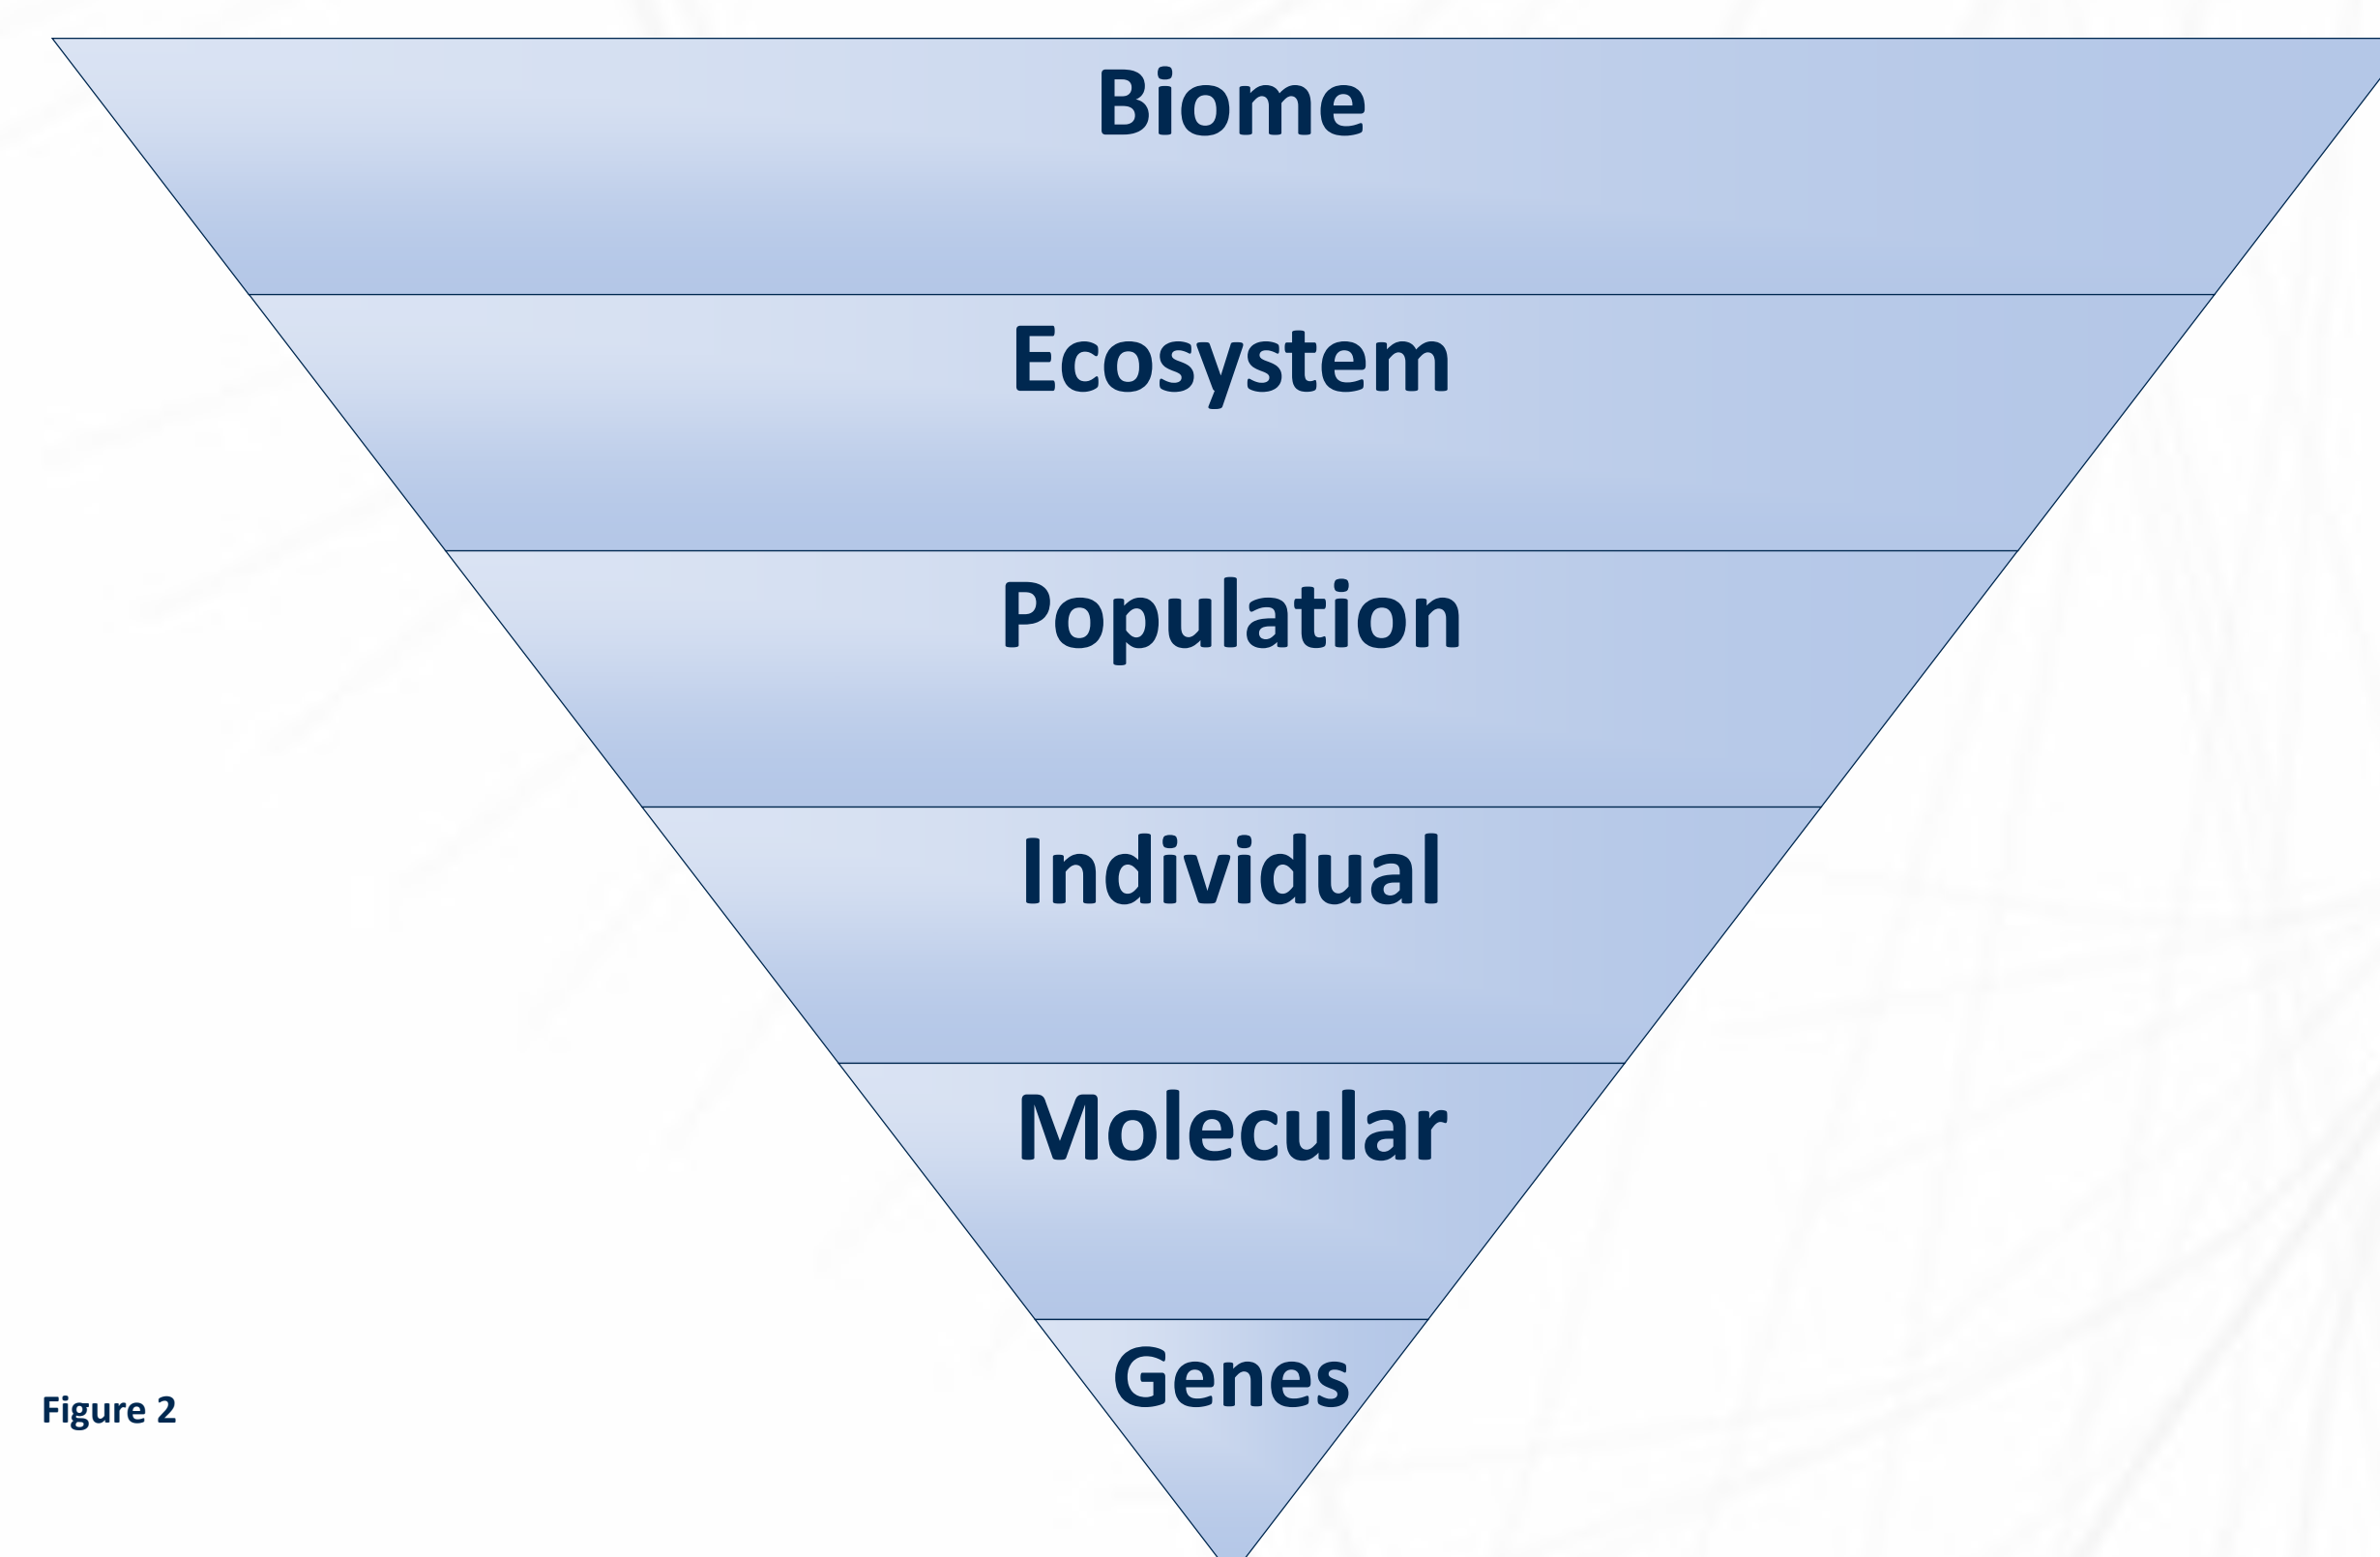 Biome
Ecosystem
Population
Individual
Molecular
Genes
Figure 2